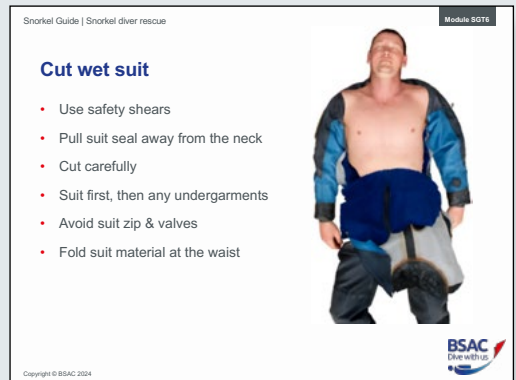 Snorkel Guide | Snorkel diver rescue
Module SGT6
Cut wet suit
• Use safety shears
• Pull suit seal away from the neck
• Cut carefully
• Suit first, then any undergarments
• Avoid suit zip & valves
• Fold suit material at the waist
BSAC
Dive with us
Copyright © BSAC 2024